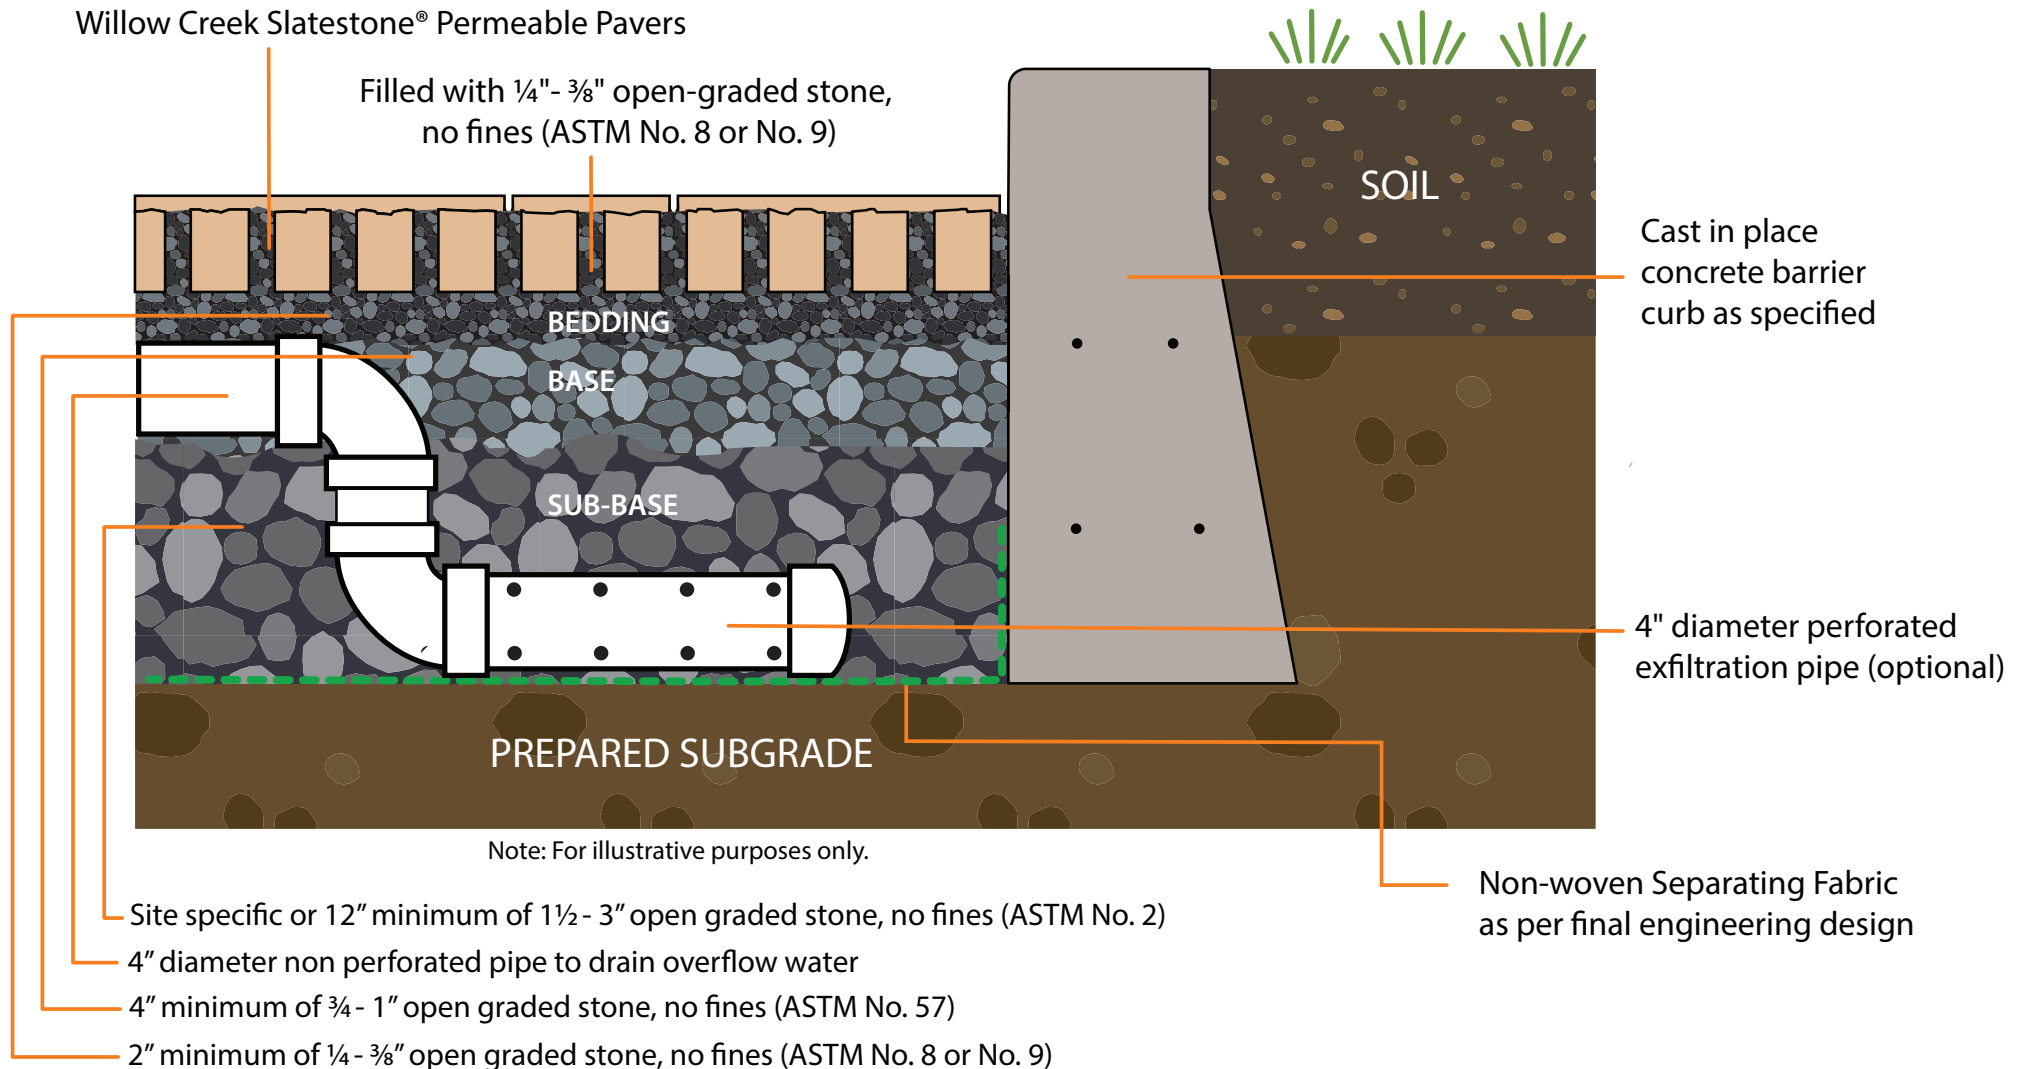 Willow Creek Slatestone® Permeable Pavers
Filled with ¼"- ⅜" open-graded stone,
no fines (ASTM No. 8 or No. 9)
SOIL
Cast in place
concrete barrier
curb as specified
BEDDING
BASE
SUB-BASE
4" diameter perforated
exfiltration pipe (optional)
PREPARED SUBGRADE
Note: For illustrative purposes only.
Non-woven Separating Fabric
as per final engineering design
Site specific or 12” minimum of 1½ - 3” open graded stone, no fines (ASTM No. 2)
4” diameter non perforated pipe to drain overflow water
4” minimum of ¾ - 1” open graded stone, no fines (ASTM No. 57)
2” minimum of ¼ - ⅜” open graded stone, no fines (ASTM No. 8 or No. 9)